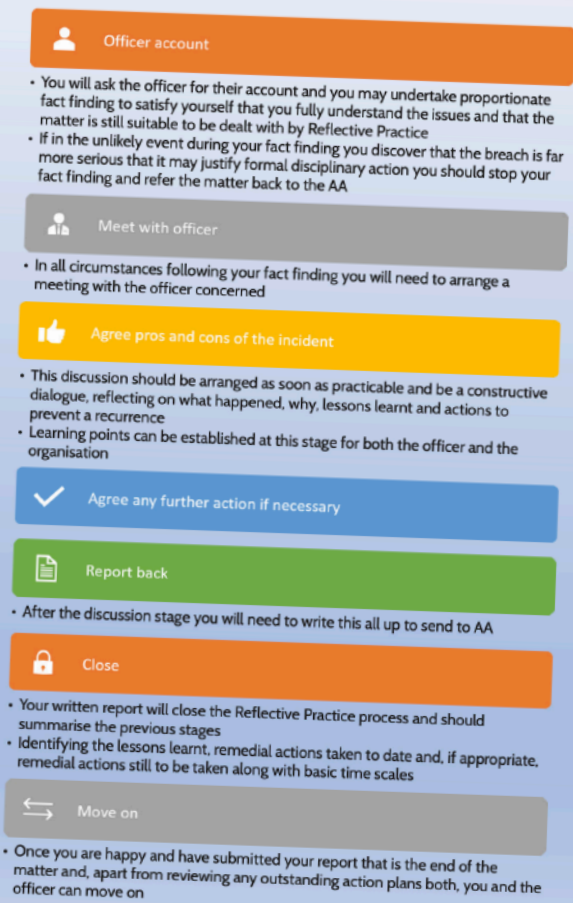 Officer account
• You will ask the officer for their account and you may undertake proportionate
fact finding to satisfy yourself that you fully understand the issues and that the
matter is still suitable to be dealt with by Reflective Practice
• If in the unlikely event during your fact finding you discover that the breach is far
more serious that it may justify formal disciplinary action you should stop your
fact finding and refer the matter back to the AA
Meet with officer
• In all circumstances following your fact finding you will need to arrange a
meeting with the officer concerned
Agree pros and cons of the incident
• This discussion should be arranged as soon as practicable and be a constructive
dialogue, reflecting on what happened, why, lessons learnt and actions to
prevent a recurrence
• Learning points can be established at this stage for both the officer and the
organisation
Agree any further action if necessary
Report back
• After the discussion stage you will need to write this all up to send to AA
Close
• Your written report will close the Reflective Practice process and should
summarise the previous stages
• Identifying the lessons learnt, remedial actions taken to date and, if appropriate,
remedial actions still to be taken along with basic time scales
Move on
• Once you are happy and have submitted your report that is the end of the
matter and, apart from reviewing any outstanding action plans both, you and the
officer can move on